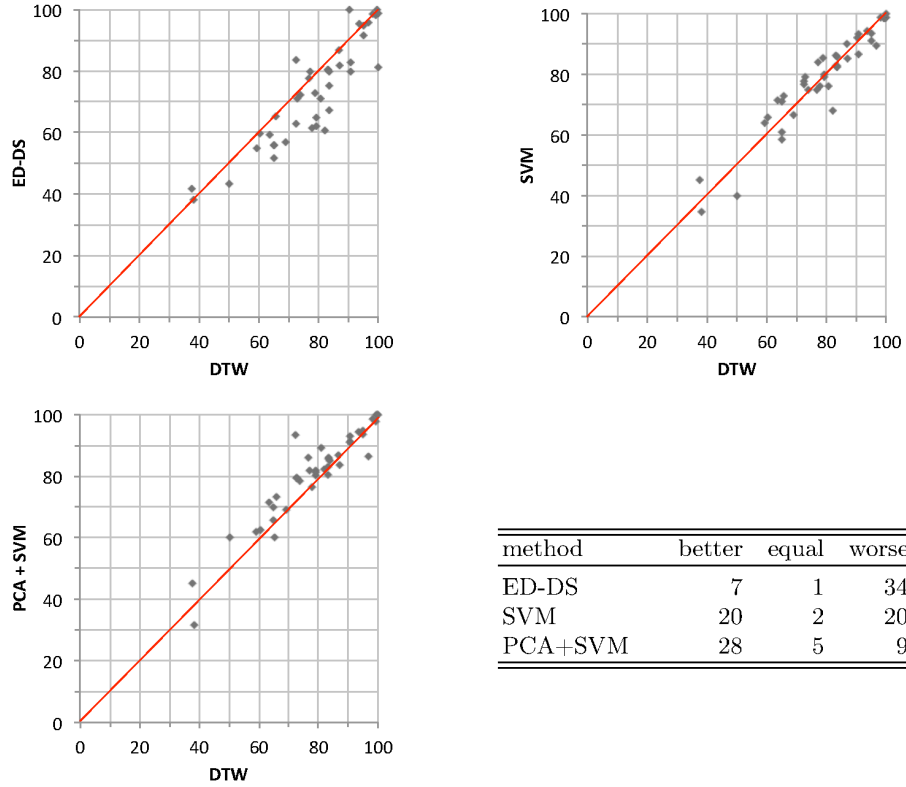 100
80
60
40
20
0
ED-DS
0 20 40 60 80 100
DTW
100
80
60
40
20
0
SVM
0 20 40 60 80 100
DTW
100
80
60
40
20
0
PCA + SVM
0 20 40 60 80 100
DTW
method better equal worse
ED-DS 7 1 34
SVM 20 2 20
PCA+SVM 28 5 9